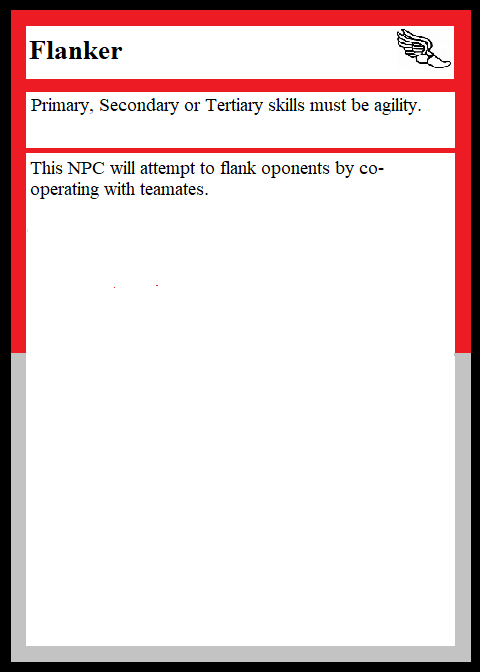 Flanker
Primary, Secondary or Tertiary skills must be agility.
This NPC will attempt to flank oponents by co-
operating with teamates.